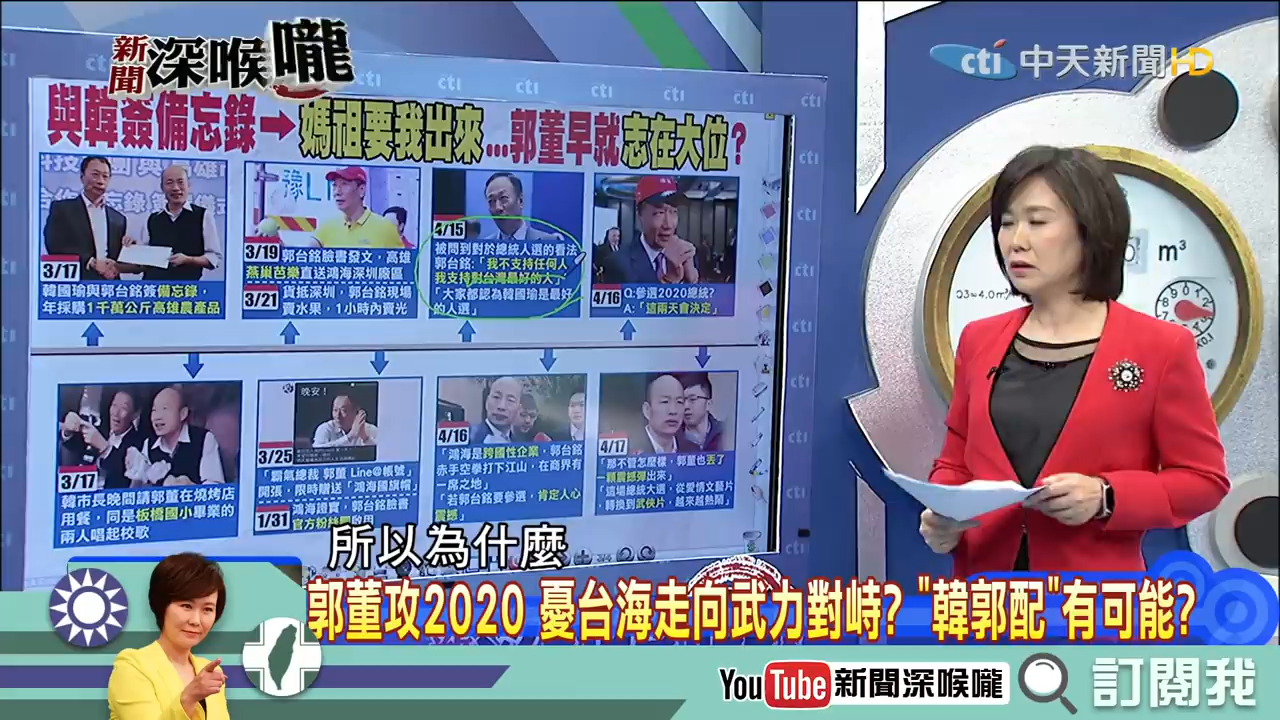 新聞深喉嚨
cti 中天新聞HD
與韓簽備忘錄→媽祖要我出來...郭董早就志在大位?
3/17
韓國瑜與郭台銘簽備忘錄，
年採購1千萬公斤高雄農產品
3/19 郭台銘臉書發文，高雄
燕巢芭樂直送鴻海深圳廠區
3/21 貨抵深圳，郭台銘現場
賣水果，1小時內賣光
4/15
被問到對於總統人選的看法
郭台銘：「我不支持任何人
我支持對台灣最好的人」
「大家都認為韓國瑜是最好
的人選」
4/16
Q:參選2020總統?
A:「這兩天會決定」
3/17
韓市長晚間請郭董在燒烤店
用餐，同是板橋國小畢業的
兩人唱起校歌
晚安！
3/25
「霸氣總裁 郭董 Line@帳號」
開張，限時贈送「鴻海國旗帽」
1/31 鴻海證實，郭台銘臉書
官方粉絲團啟用
4/16
「鴻海是跨國性企業，郭台銘
赤手空拳打下江山，在商界有
一席之地」
「若郭台銘要參選，肯定人心
震撼」
4/17
「那不管怎麼樣，郭董也丟了
一顆震撼彈出來」
「這場總統大選，從愛情文藝片
轉換到武俠片，越來越熱鬧」
m³
Q3=4.0m³/
所以為什麼
郭董攻2020 憂台海走向武力對峙? "韓郭配"有可能?
YouTube 新聞深喉嚨 訂閱我